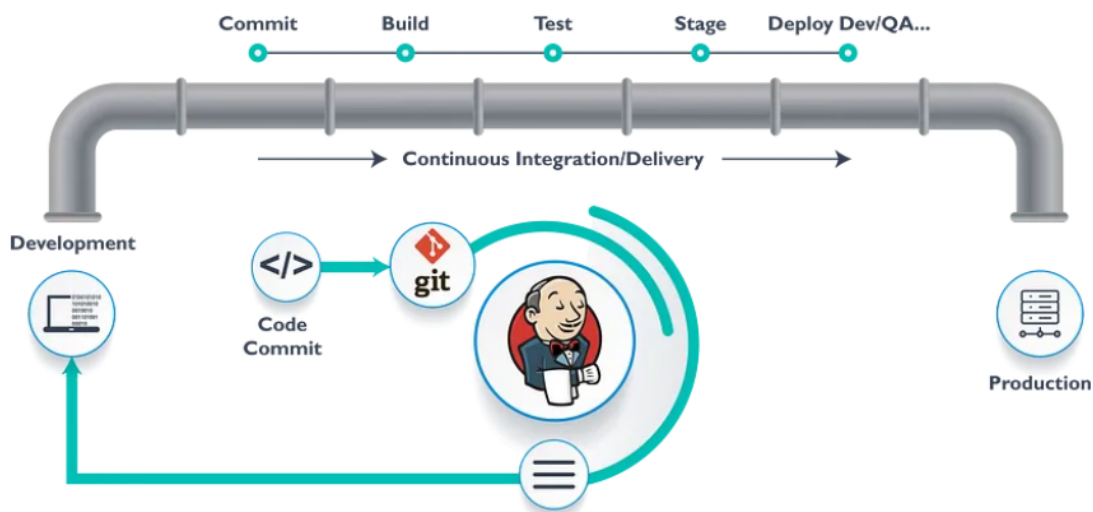 Commit
Build
Test
Stage
Deploy Dev/QA...
Continuous Integration/Delivery
Development
</>
git
Code
Commit
Production